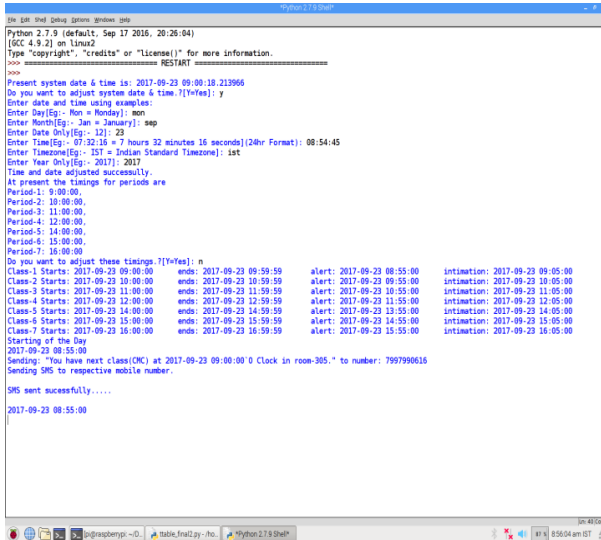 *Python 2.7.9 Shell*
File Edit Shell Debug Options Windows Help
Python 2.7.9 (default, Sep 17 2016, 20:26:04)
[GCC 4.9.2] on linux2
Type "copyright", "credits" or "license()" for more information.
>>> ================================ RESTART ================================
>>>
Present system date & time is: 2017-09-23 09:00:18.213966
Do you want to adjust system date & time.?[Y=Yes]: y
Enter date and time using examples:
Enter Day[Eg:- Mon = Monday]: mon
Enter Month[Eg:- Jan = January]: sep
Enter Date Only[Eg:- 12]: 23
Enter Time[Eg:- 07:32:16 = 7 hours 32 minutes 16 seconds](24hr Format): 08:54:45
Enter Timezone[Eg:- IST = Indian Standard Timezone]: ist
Enter Year Only[Eg:- 2017]: 2017
Time and date adjusted successully.
At present the timings for periods are
Period-1: 9:00:00,
Period-2: 10:00:00,
Period-3: 11:00:00,
Period-4: 12:00:00,
Period-5: 14:00:00,
Period-6: 15:00:00,
Period-7: 16:00:00
Do you want to adjust these timings.?[Y=Yes]: n
Class-1 Starts: 2017-09-23 09:00:00 ends: 2017-09-23 09:59:59 alert: 2017-09-23 08:55:00 intimation: 2017-09-23 09:05:00
Class-2 Starts: 2017-09-23 10:00:00 ends: 2017-09-23 10:59:59 alert: 2017-09-23 09:55:00 intimation: 2017-09-23 10:05:00
Class-3 Starts: 2017-09-23 11:00:00 ends: 2017-09-23 11:59:59 alert: 2017-09-23 10:55:00 intimation: 2017-09-23 11:05:00
Class-4 Starts: 2017-09-23 12:00:00 ends: 2017-09-23 12:59:59 alert: 2017-09-23 11:55:00 intimation: 2017-09-23 12:05:00
Class-5 Starts: 2017-09-23 14:00:00 ends: 2017-09-23 14:59:59 alert: 2017-09-23 13:55:00 intimation: 2017-09-23 14:05:00
Class-6 Starts: 2017-09-23 15:00:00 ends: 2017-09-23 15:59:59 alert: 2017-09-23 14:55:00 intimation: 2017-09-23 15:05:00
Class-7 Starts: 2017-09-23 16:00:00 ends: 2017-09-23 16:59:59 alert: 2017-09-23 15:55:00 intimation: 2017-09-23 16:05:00
Starting of the Day
2017-09-23 08:55:00
Sending: "You have next class(CMC) at 2017-09-23 09:00:00`O Clock in room-305." to number: 7997990616
Sending SMS to respective mobile number.
SMS sent sucessfully.....
2017-09-23 08:55:00
Ln: 40 Co
[pi@raspberrypi: ~/D... ttable_final2.py - /ho... *Python 2.7.9 Shell* 8:56:04 am IST